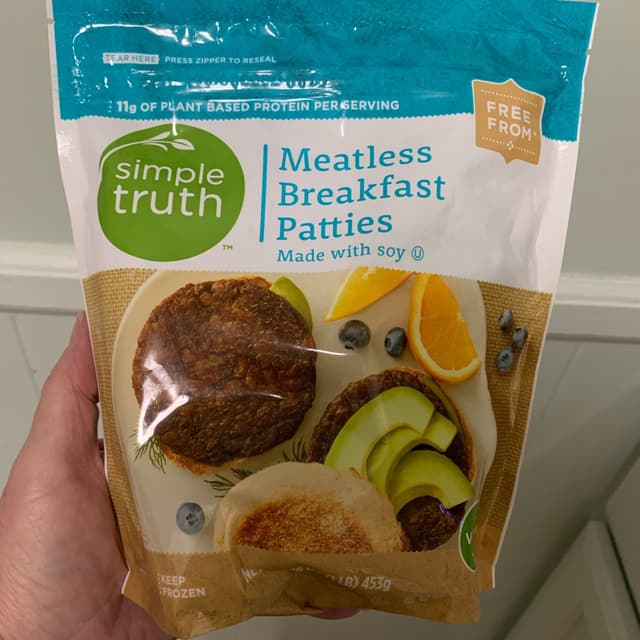 TEAR HERE PRESS ZIPPER TO RESEAL
11g OF PLANT BASED PROTEIN PER SERVING
FREE
FROM
simple
truth™
Meatless
Breakfast
Patties
Made with soy Ⓤ
KEEP
FROZEN
453g